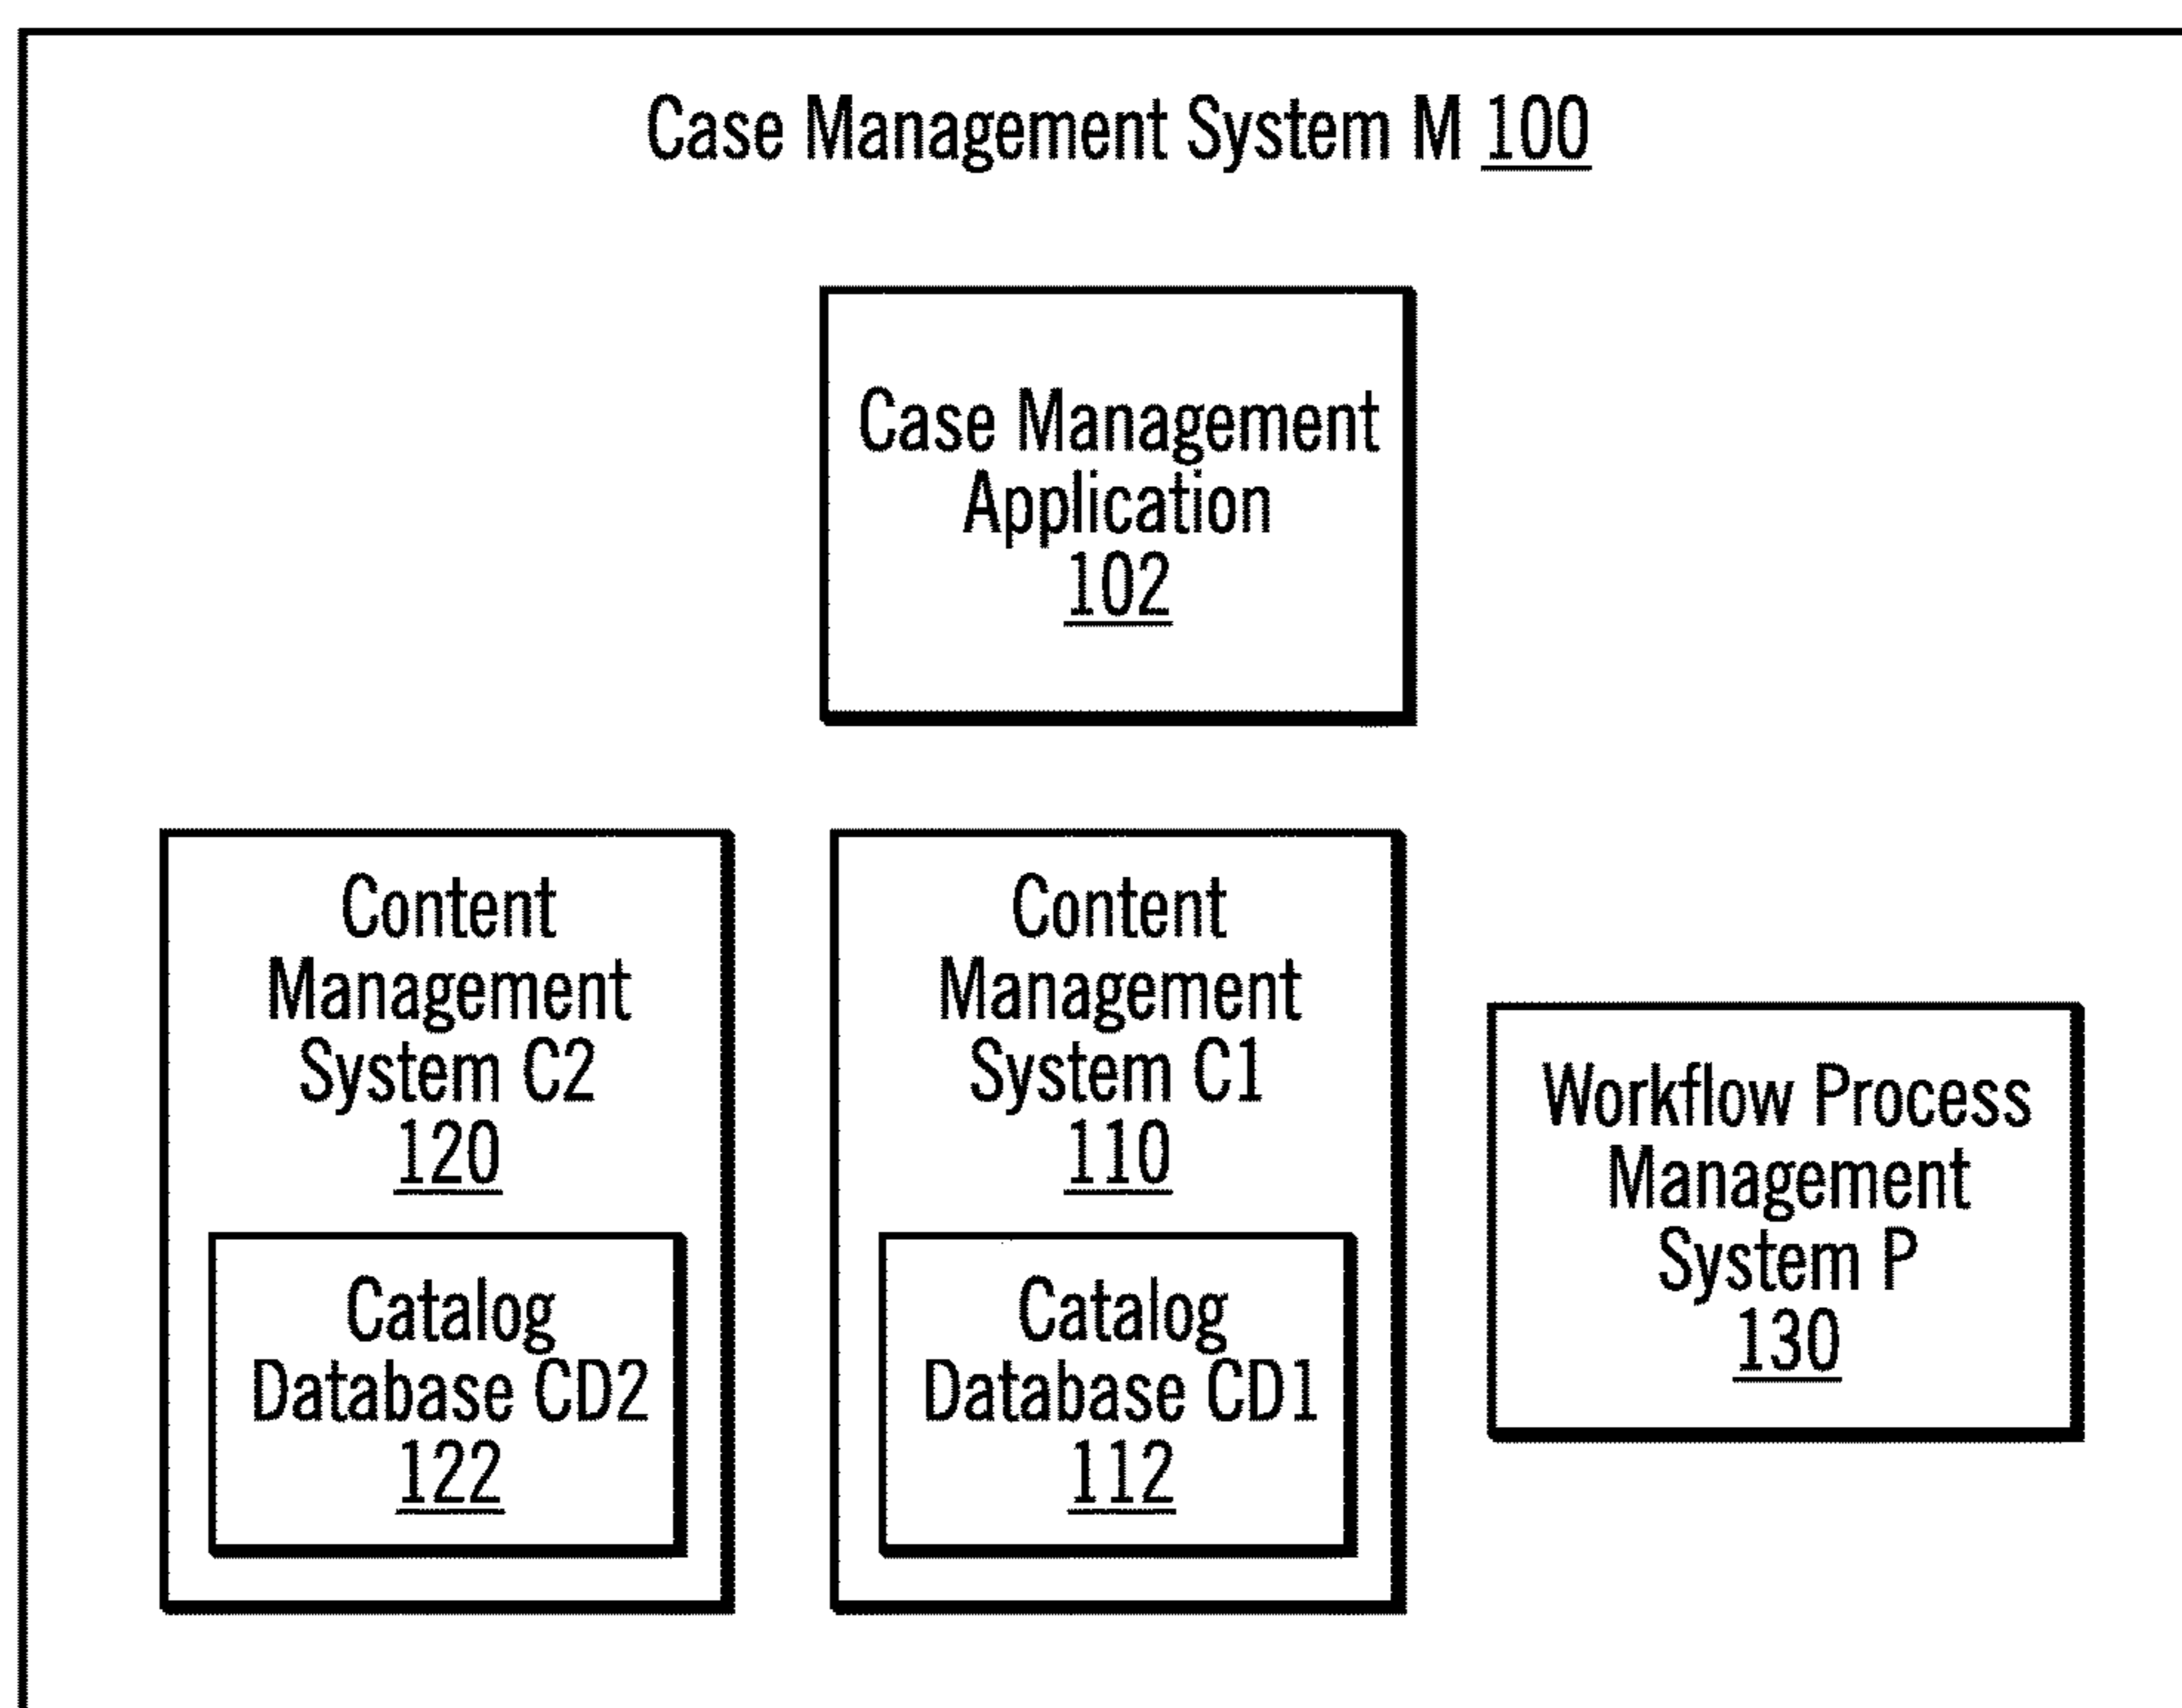 Case Management System M 100
Case Management
Application
102
Content
Management
System C2
120
Catalog
Database CD2
122
Content
Management
System C1
110
Catalog
Database CD1
112
Workflow Process
Management
System P
130